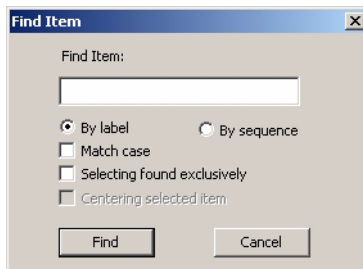 Find Item
Find Item:
By label By sequence
Match case
Selecting found exclusively
Centering selected item
Find Cancel